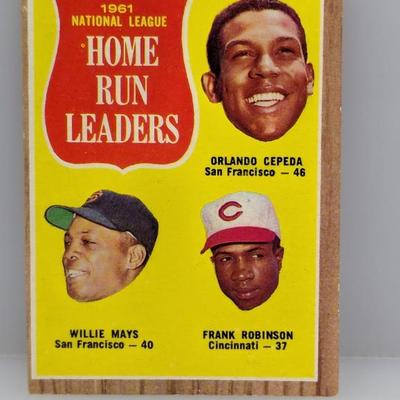 1961
NATIONAL LEAGUE
HOME
RUN
LEADERS
ORLANDO CEPEDA
San Francisco — 46
WILLIE MAYS
San Francisco — 40
FRANK ROBINSON
Cincinnati — 37